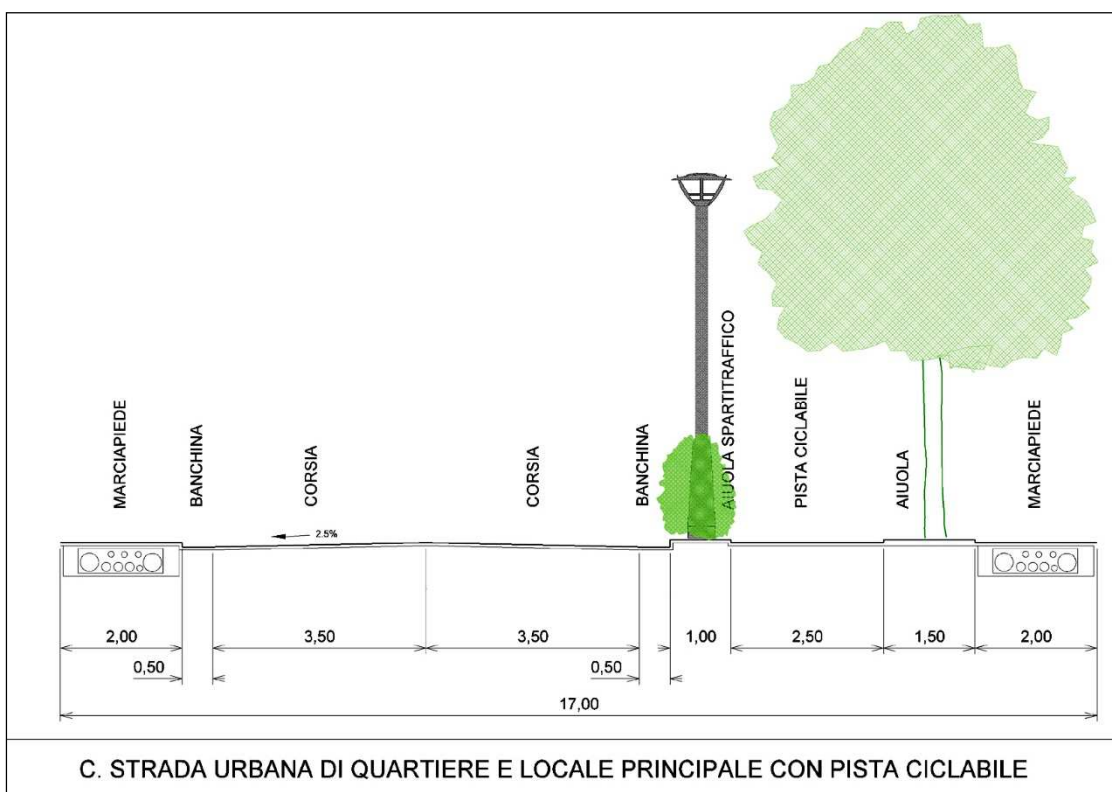 MARCIAPIEDE
BANCHINA
CORSIA
CORSIA
BANCHINA
AIUOLA SPARTITRAFFICO
PISTA CICLABILE
AIUOLA
MARCIAPIEDE
2.5%
2,00
3,50
3,50
1,00
2,50
1,50
2,00
0,50
0,50
17,00
C. STRADA URBANA DI QUARTIERE E LOCALE PRINCIPALE CON PISTA CICLABILE